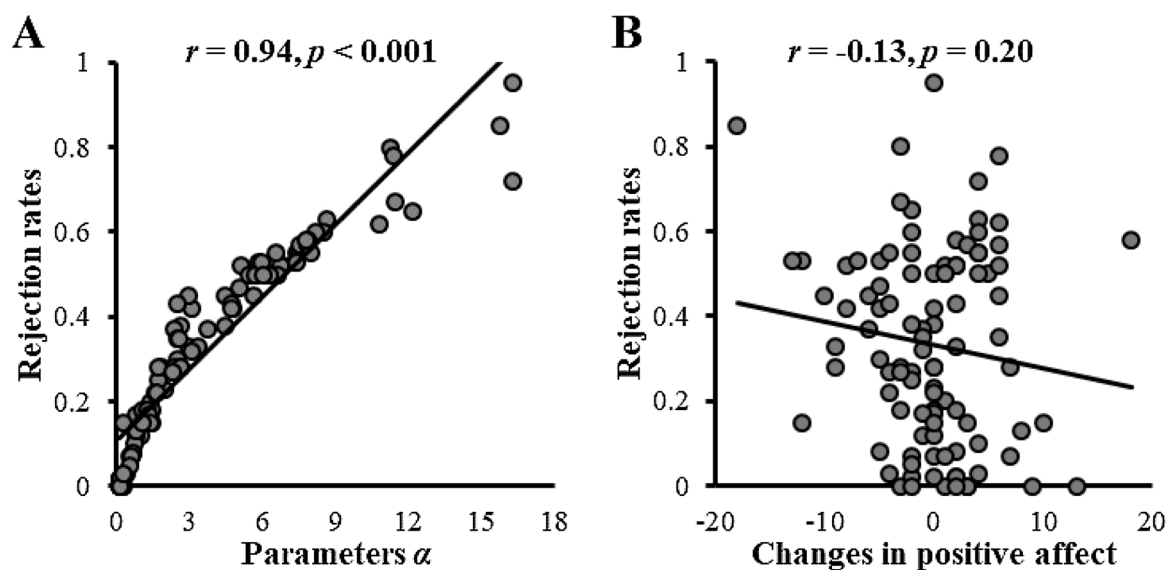 A
r = 0.94, p < 0.001
Rejection rates
1
0.8
0.6
0.4
0.2
0
0 3 6 9 12 15 18
Parameters α
B
r = -0.13, p = 0.20
Rejection rates
1
0.8
0.6
0.4
0.2
0
-20 -10 0 10 20
Changes in positive affect